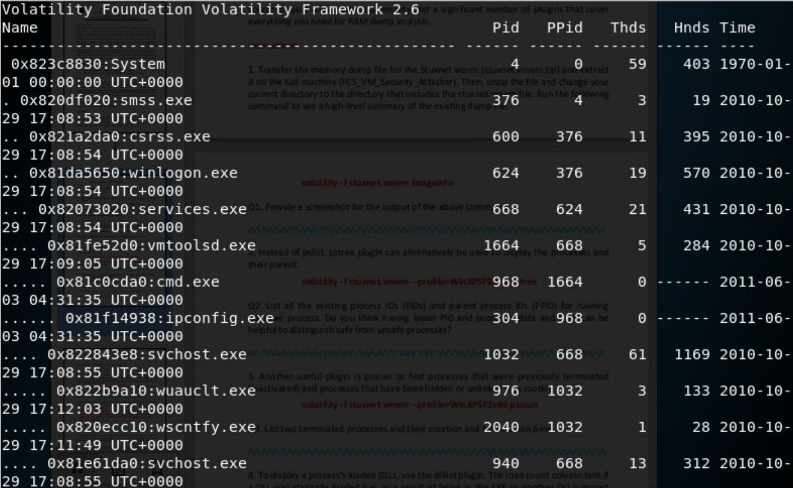 Volatility Foundation Volatility Framework 2.6
Name Pid PPid Thds Hnds Time
-------------------------------------------------- ------ ------ ------ ------ ----
0x823c8830:System 4 0 59 403 1970-01-
01 00:00:00 UTC+0000
. 0x820df020:smss.exe 376 4 3 19 2010-10-
29 17:08:53 UTC+0000
.. 0x821a2da0:csrss.exe 600 376 11 395 2010-10-
29 17:08:54 UTC+0000
.. 0x81da5650:winlogon.exe 624 376 19 570 2010-10-
29 17:08:54 UTC+0000
... 0x82073020:services.exe 668 624 21 431 2010-10-
29 17:08:54 UTC+0000
.... 0x81fe52d0:vmtoolsd.exe 1664 668 5 284 2010-10-
29 17:09:05 UTC+0000
..... 0x81c0cda0:cmd.exe 968 1664 0 ------ 2011-06-
03 04:31:35 UTC+0000
...... 0x81f14938:ipconfig.exe 304 968 0 ------ 2011-06-
03 04:31:35 UTC+0000
.... 0x822843e8:svchost.exe 1032 668 61 1169 2010-10-
29 17:08:55 UTC+0000
..... 0x822b9a10:wuauclt.exe 976 1032 3 133 2010-10-
29 17:12:03 UTC+0000
..... 0x820ecc10:wscntfy.exe 2040 1032 1 28 2010-10-
29 17:11:49 UTC+0000
.... 0x81e61da0:svchost.exe 940 668 13 312 2010-10-
29 17:08:55 UTC+0000